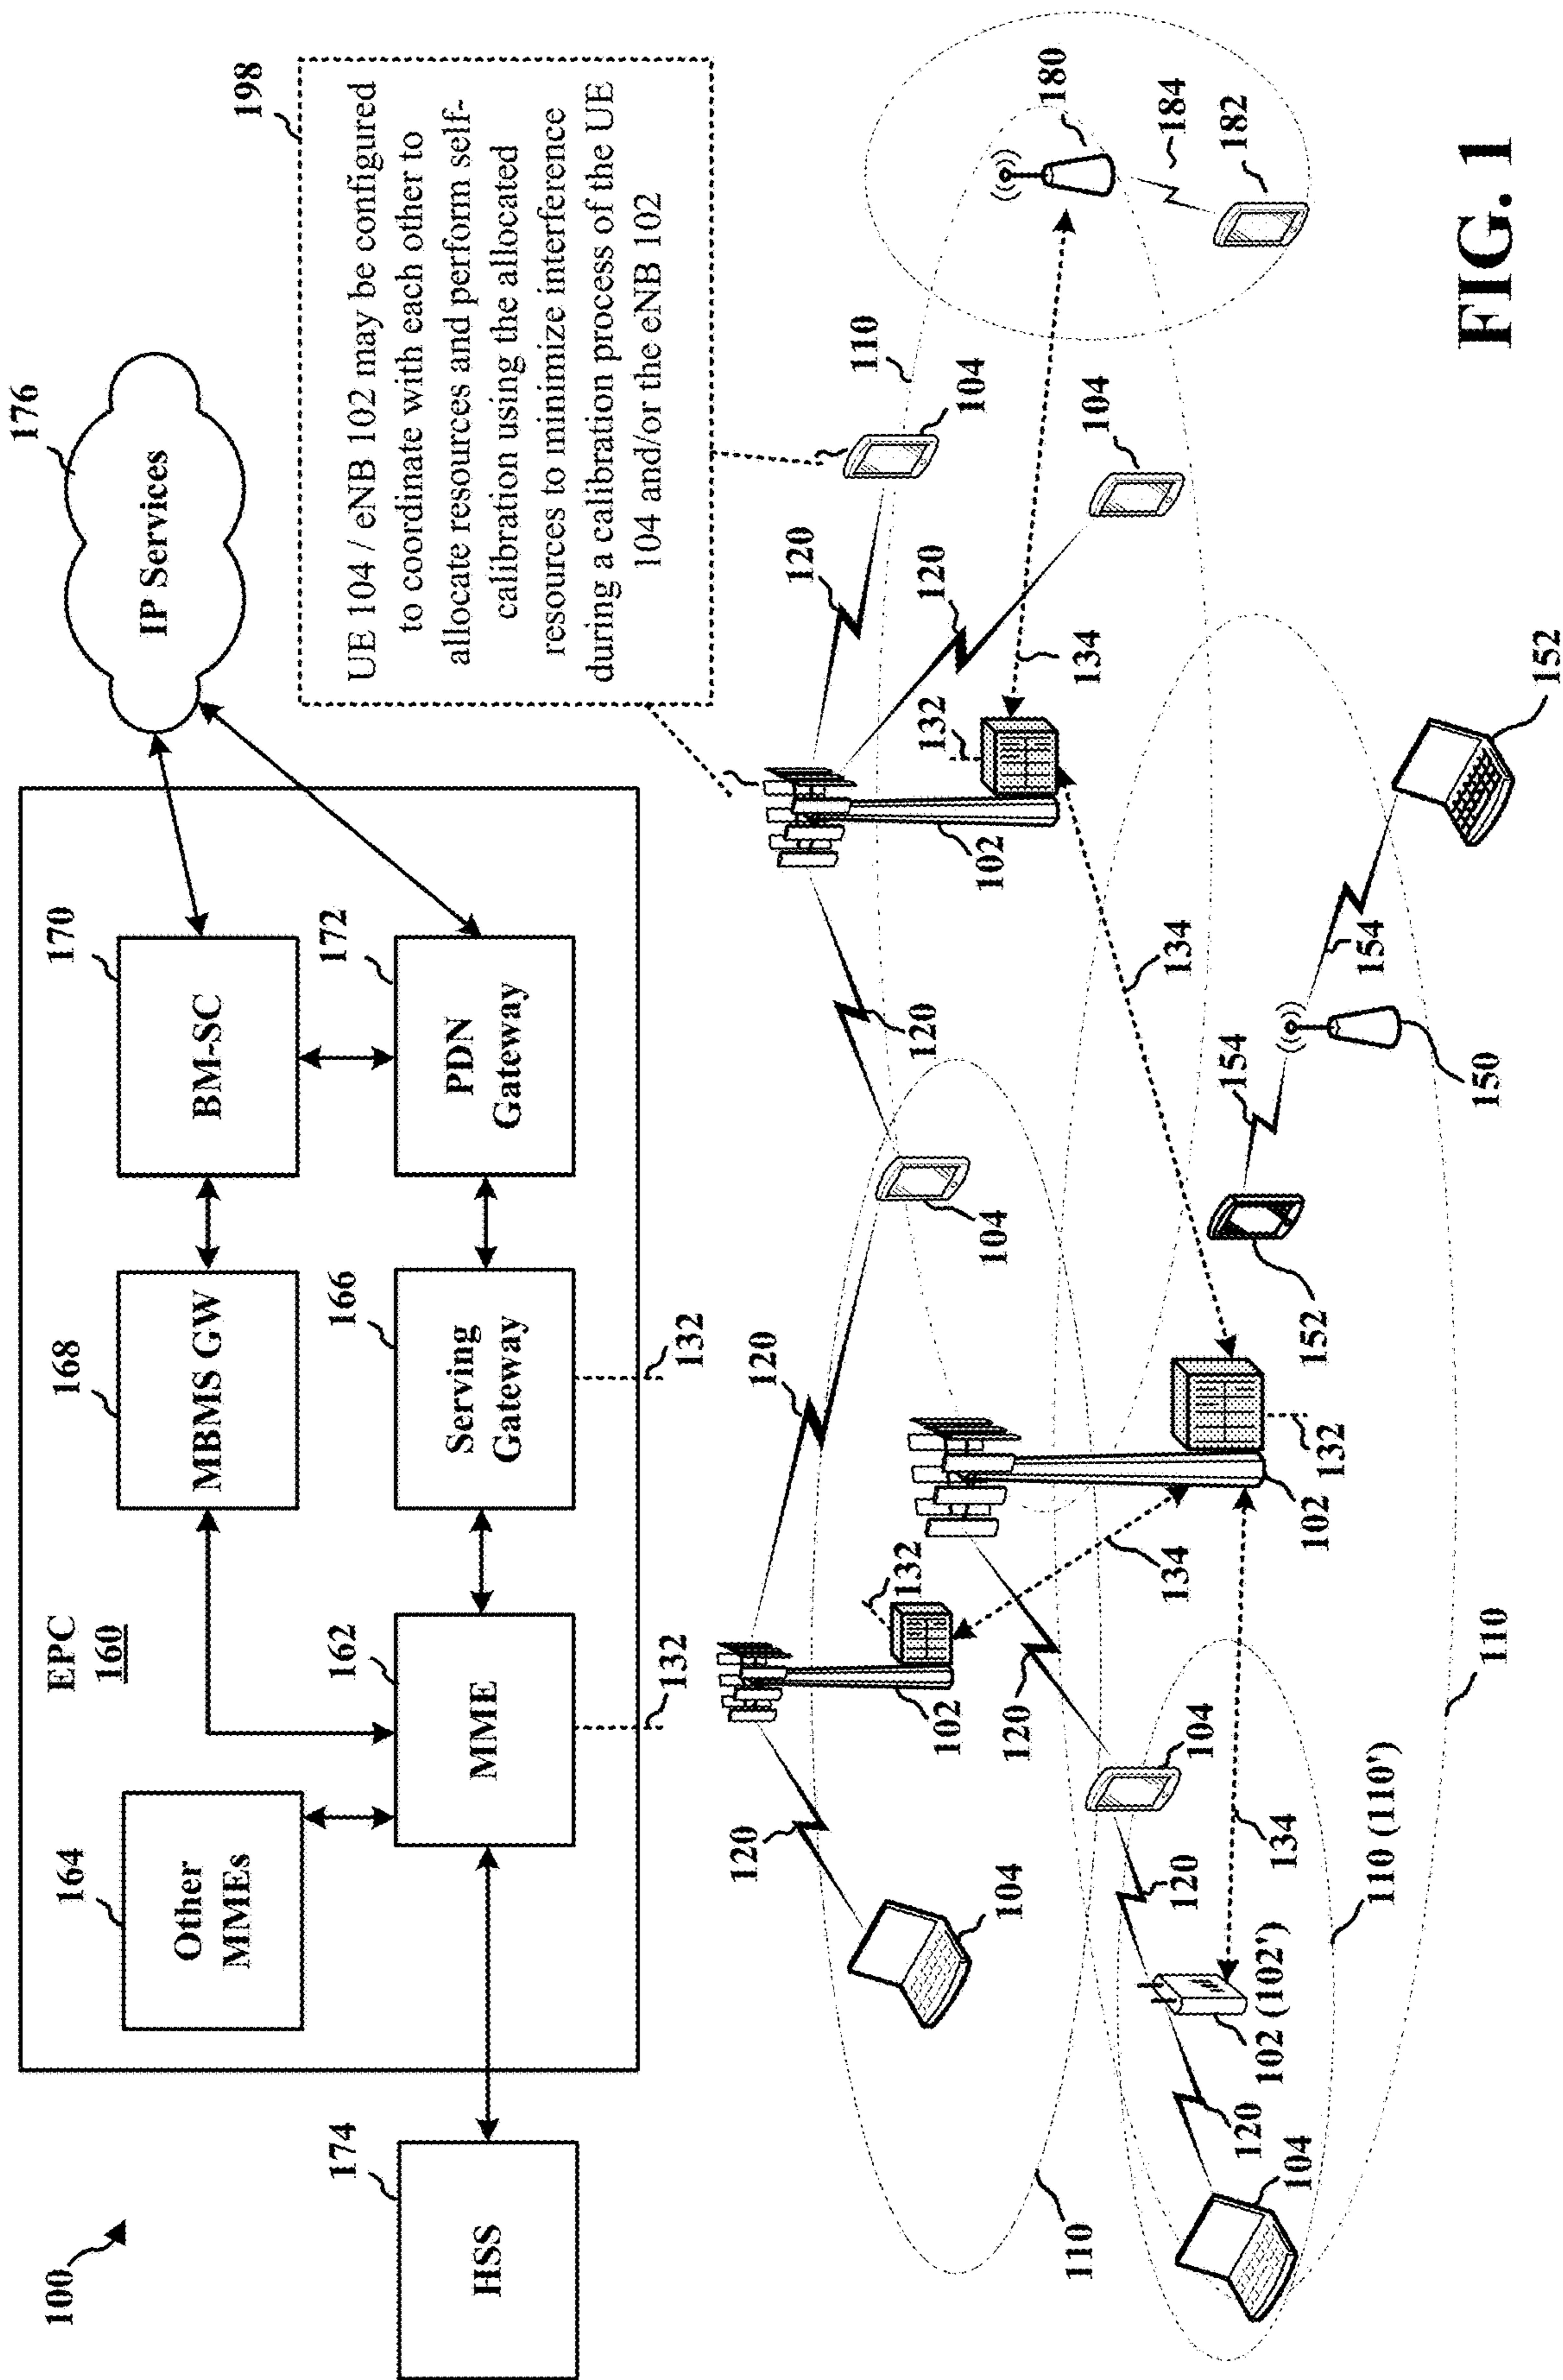 100
EPC
160
174
HSS
164
Other
MMEs
162
MME
168
MBMS GW
166
Serving
Gateway
170
BM-SC
172
PDN
Gateway
176
IP Services
198
UE 104 / eNB 102 may be configured
to coordinate with each other to
allocate resources and perform self-
calibration using the allocated
resources to minimize interference
during a calibration process of the UE
104 and/or the eNB 102
132
132
120
120
104
102
132
120
120
104
120
120
104
110
104
132
102
134
180
184
182
110
104
120
134
102
132
134
134
120
104
120
102 (102')
120
104
110 (110')
110
152
154
150
154
152
FIG. 1